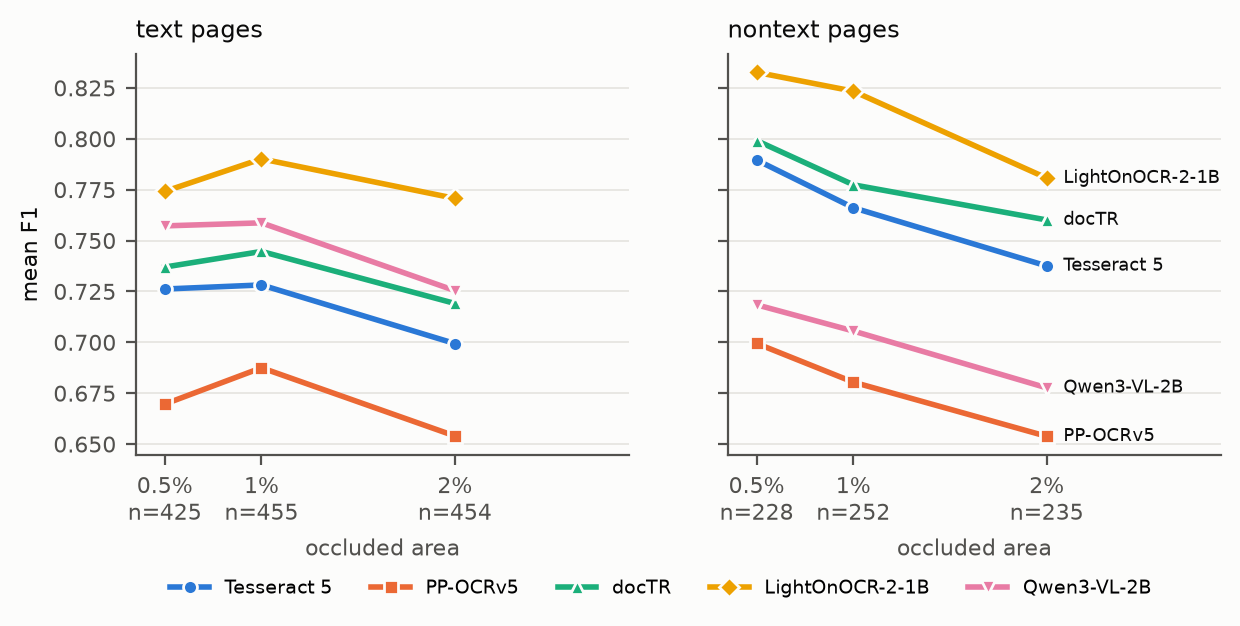 text pages
nontext pages
mean F1
0.825
0.800
0.775
0.750
0.725
0.700
0.675
0.650
LightOnOCR-2-1B
docTR
Tesseract 5
Qwen3-VL-2B
PP-OCRv5
0.5% 1% 2%
n=425 n=455 n=454
occluded area
0.5% 1% 2%
n=228 n=252 n=235
occluded area
Tesseract 5 PP-OCRv5 docTR LightOnOCR-2-1B Qwen3-VL-2B